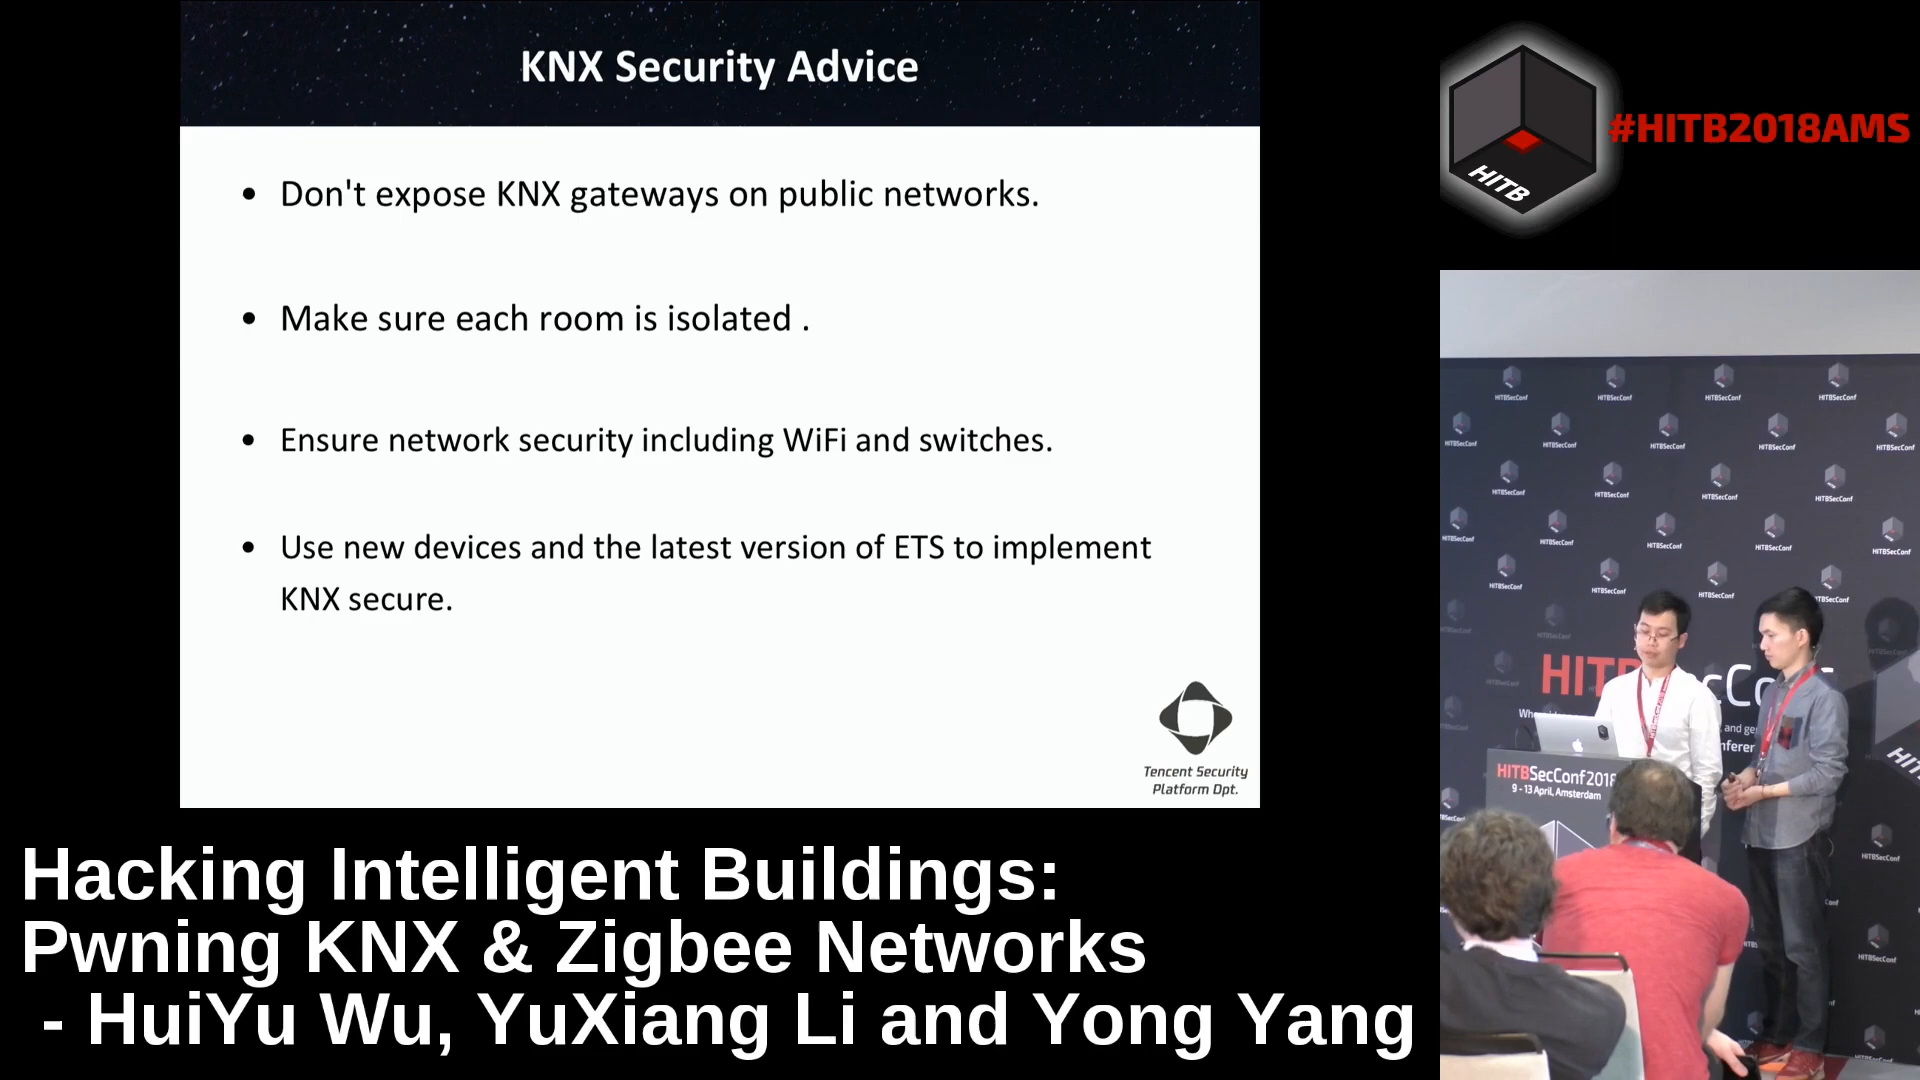 KNX Security Advice
• Don't expose KNX gateways on public networks.
• Make sure each room is isolated .
• Ensure network security including WiFi and switches.
• Use new devices and the latest version of ETS to implement
KNX secure.
Tencent Security
Platform Dpt.
HITB
#HITB2018AMS
HITBSecConf
HITBSecConf2018
9 - 13 April, Amsterdam
Hacking Intelligent Buildings:
Pwning KNX & Zigbee Networks
- HuiYu Wu, YuXiang Li and Yong Yang